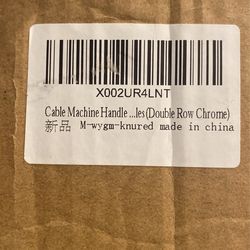 X002UR4LNT
Cable Machine Handle ...les(Double Row Chrome)
新品 M-wygm-knured made in china